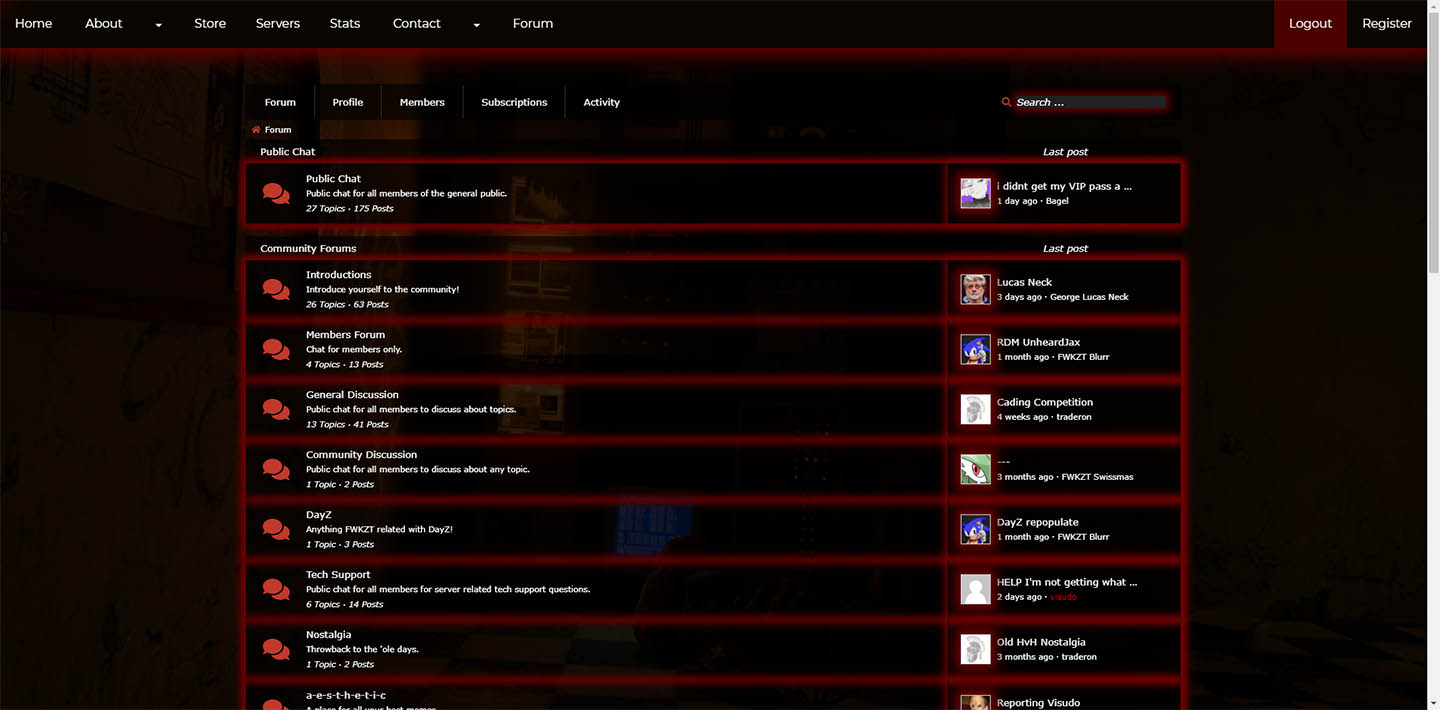 Home About Store Servers Stats Contact Forum Logout Register
Forum Profile Members Subscriptions Activity Search ...
Forum
Public Chat Last post
Public Chat
Public chat for all members of the general public.
27 Topics · 175 Posts
i didnt get my VIP pass a ...
1 day ago · Bagel
Community Forums Last post
Introductions
Introduce yourself to the community!
26 Topics · 63 Posts
Lucas Neck
3 days ago · George Lucas Neck
Members Forum
Chat for members only.
4 Topics · 13 Posts
RDM UnheardJax
1 month ago · FWKZT Blurr
General Discussion
Public chat for all members to discuss about topics.
13 Topics · 41 Posts
Cading Competition
4 weeks ago · traderon
Community Discussion
Public chat for all members to discuss about any topic.
1 Topic · 2 Posts
---
3 months ago · FWKZT Swissmas
DayZ
Anything FWKZT related with DayZ!
1 Topic · 3 Posts
DayZ repopulate
1 month ago · FWKZT Blurr
Tech Support
Public chat for all members for server related tech support questions.
6 Topics · 14 Posts
HELP I'm not getting what ...
2 days ago · visudo
Nostalgia
Throwback to the 'ole days.
1 Topic · 2 Posts
Old HvH Nostalgia
3 months ago · traderon
a-e-s-t-h-e-t-i-c
A place for all your best memes.
Reporting Visudo